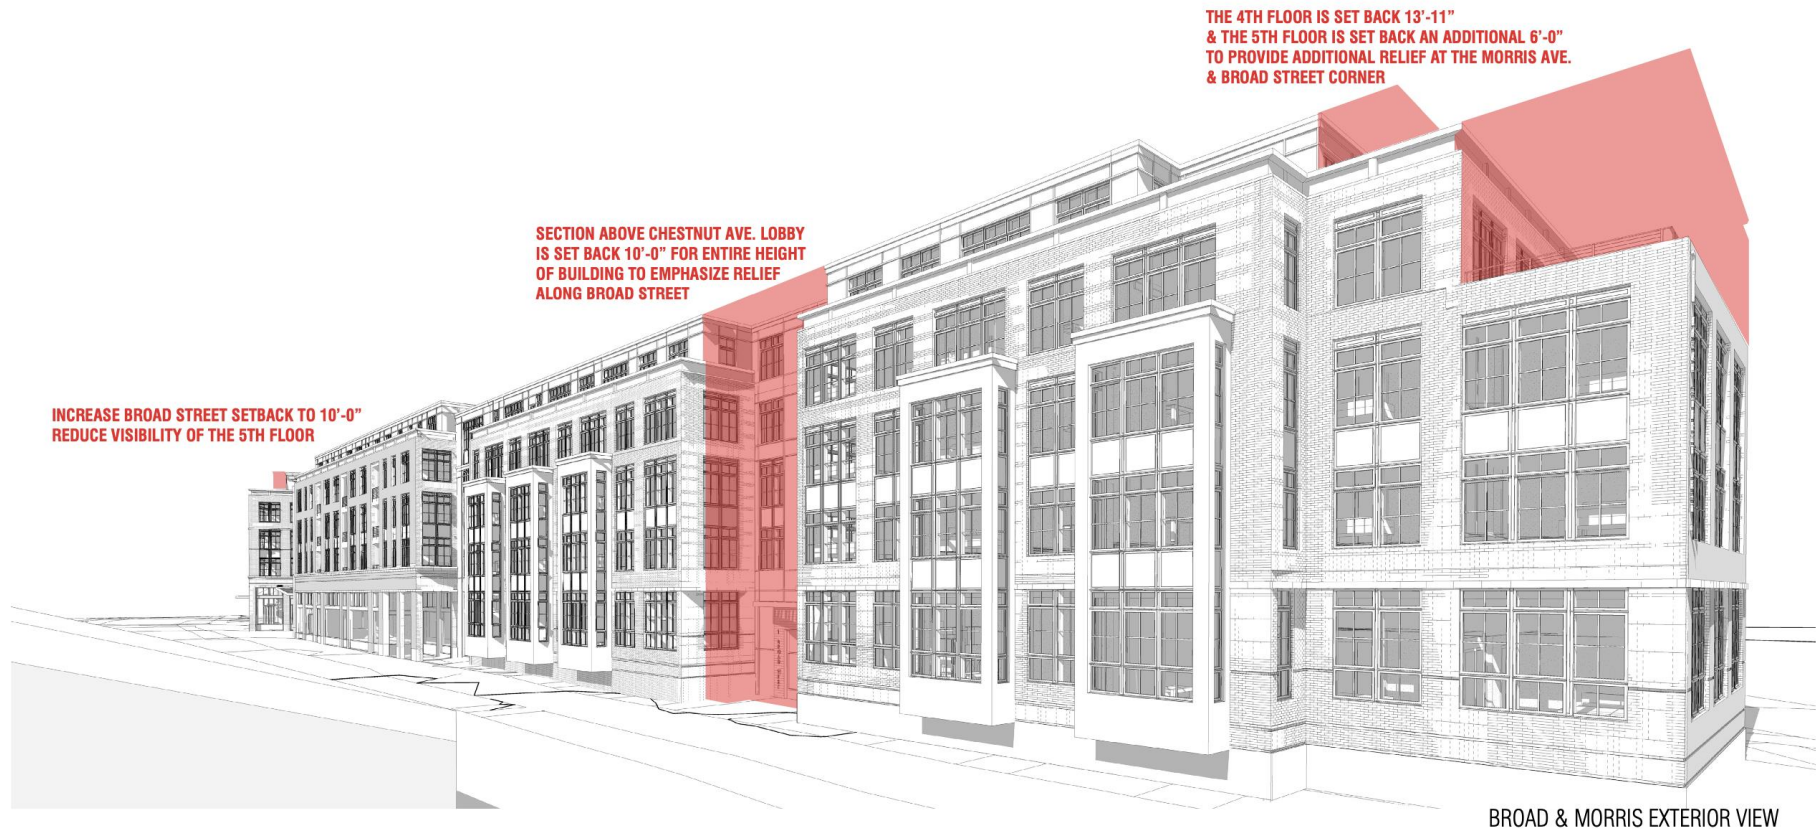 THE 4TH FLOOR IS SET BACK 13'-11”
& THE 5TH FLOOR IS SET BACK AN ADDITIONAL 6'-0”
TO PROVIDE ADDITIONAL RELIEF AT THE MORRIS AVE.
& BROAD STREET CORNER
SECTION ABOVE CHESTNUT AVE. LOBBY
IS SET BACK 10'-0” FOR ENTIRE HEIGHT
OF BUILDING TO EMPHASIZE RELIEF
ALONG BROAD STREET
INCREASE BROAD STREET SETBACK TO 10'-0”
REDUCE VISIBILITY OF THE 5TH FLOOR
BROAD & MORRIS EXTERIOR VIEW